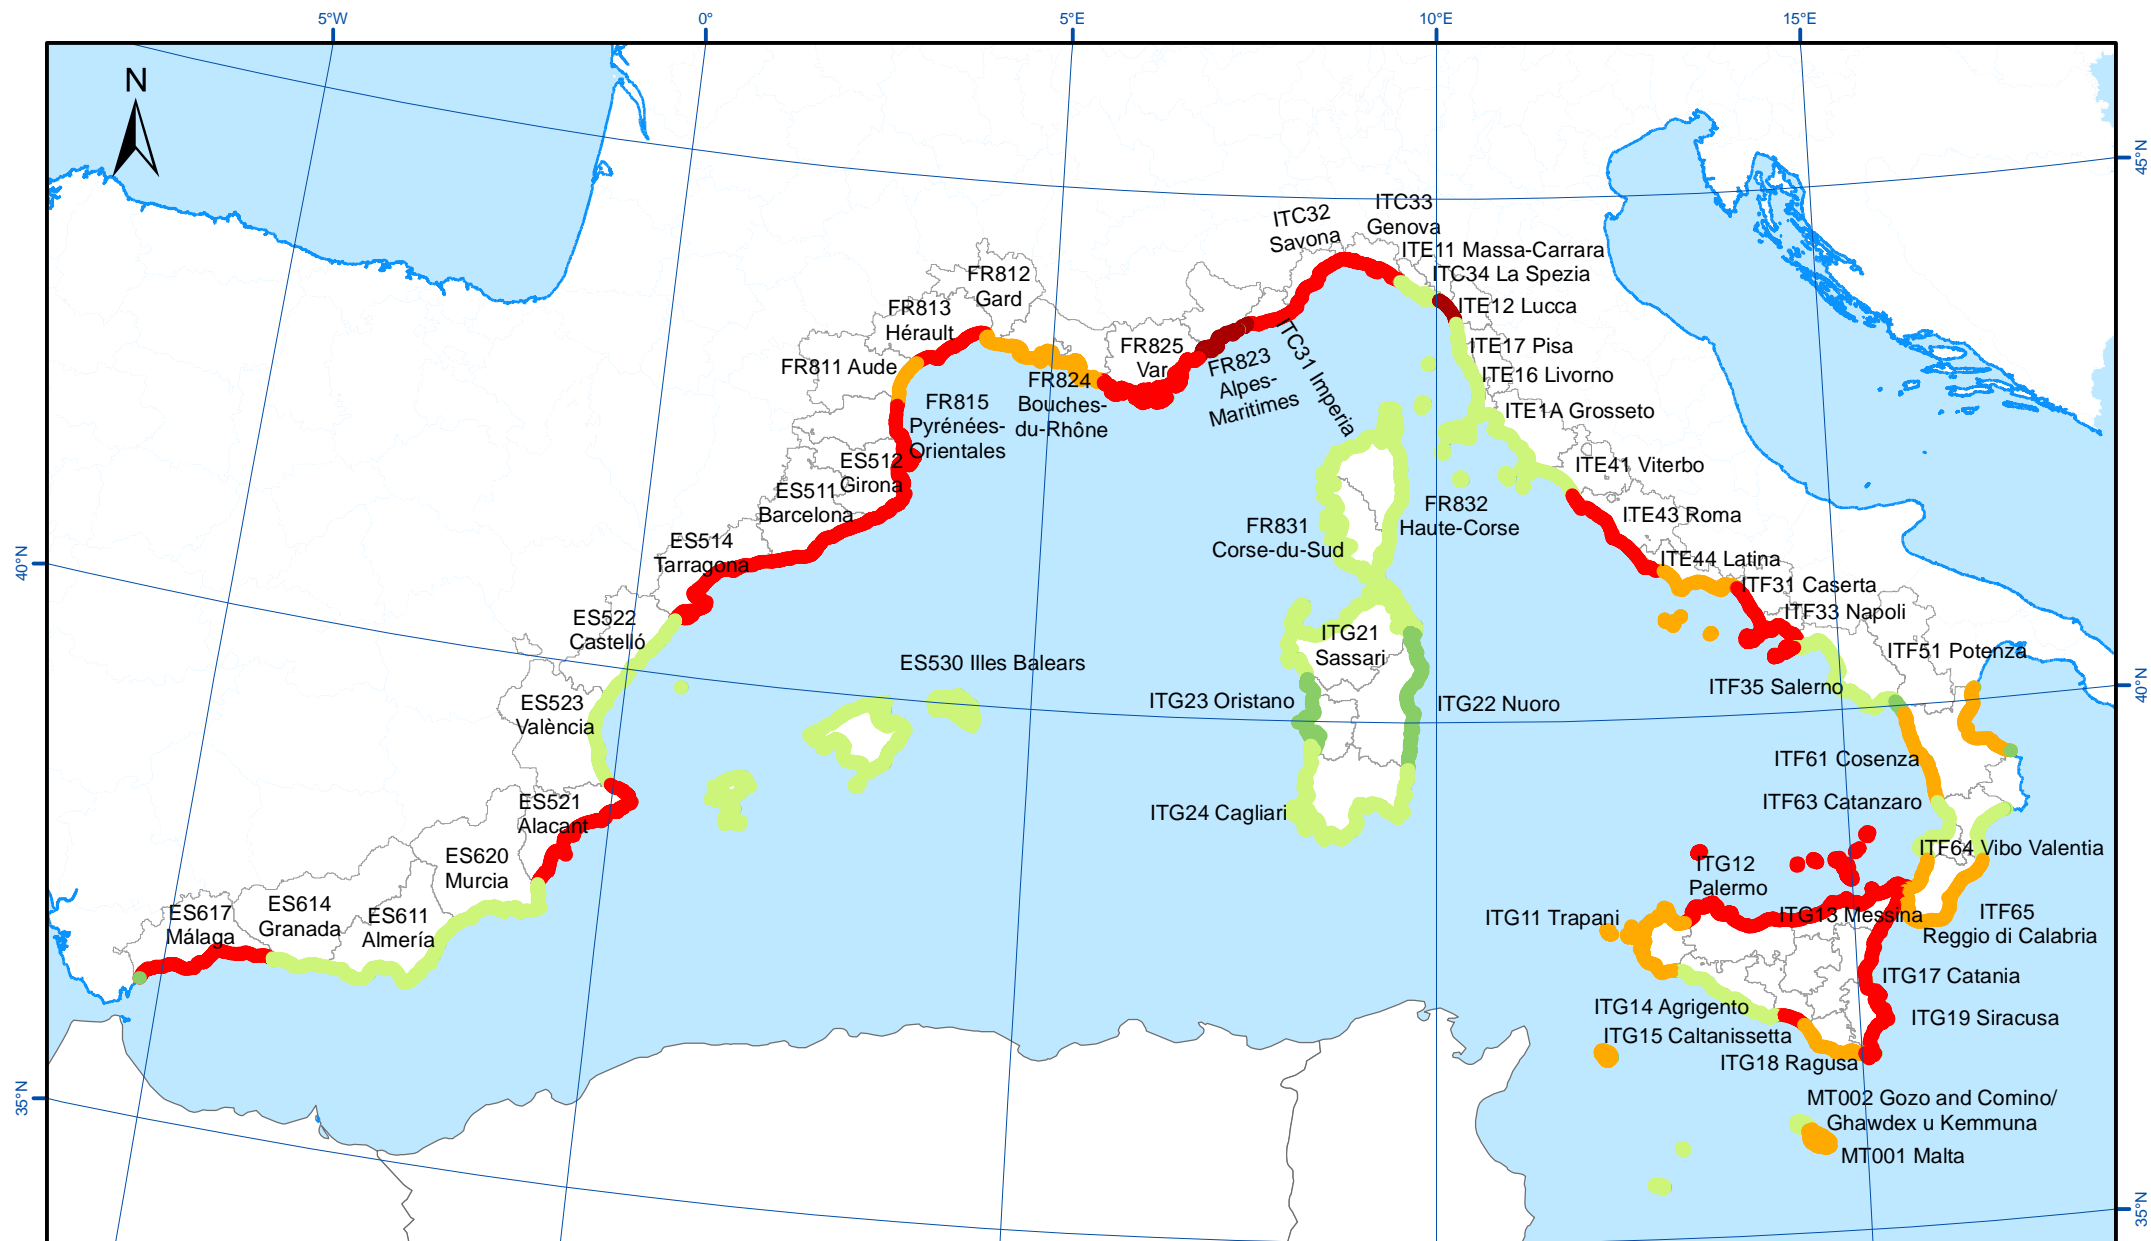 5°W
0°
5°E
10°E
15°E
N
45°N
ITC33
Genova
ITC32
Savona
ITE11 Massa-Carrara
ITC34 La Spezia
FR812
Gard
ITE12 Lucca
FR813
Hérault
ITE17 Pisa
FR825
Var
FR811 Aude
FR823
Alpes-
Maritimes
ITC31 Imperia
ITE16 Livorno
FR824
Bouches-
du-Rhône
FR815
Pyrénées-
Orientales
ITE1A Grosseto
ES512
Girona
ITE41 Viterbo
ES511
Barcelona
FR832
Haute-Corse
ITE43 Roma
FR831
Corse-du-Sud
ES514
Tarragona
40°N
ITE44 Latina
ITF31 Caserta
ITF33 Napoli
ES522
Castelló
ITG21
Sassari
ITF51 Potenza
ES530 Illes Balears
ITF35 Salerno
40°N
ITG23 Oristano
ITG22 Nuoro
ES523
València
ITF61 Cosenza
ES521
Alacant
ITF63 Catanzaro
ITG24 Cagliari
ITF64 Vibo Valentia
ES620
Murcia
ITG12
Palermo
ES617
Málaga
ES614
Granada
ES611
Almería
ITG11 Trapani
ITG13 Messina
ITF65
Reggio di Calabria
ITG17 Catania
ITG14 Agrigento
ITG19 Siracusa
ITG15 Caltanissetta
ITG18 Ragusa
35°N
MT002 Gozo and Comino/
Ghawdex u Kemmuna
MT001 Malta
35°N